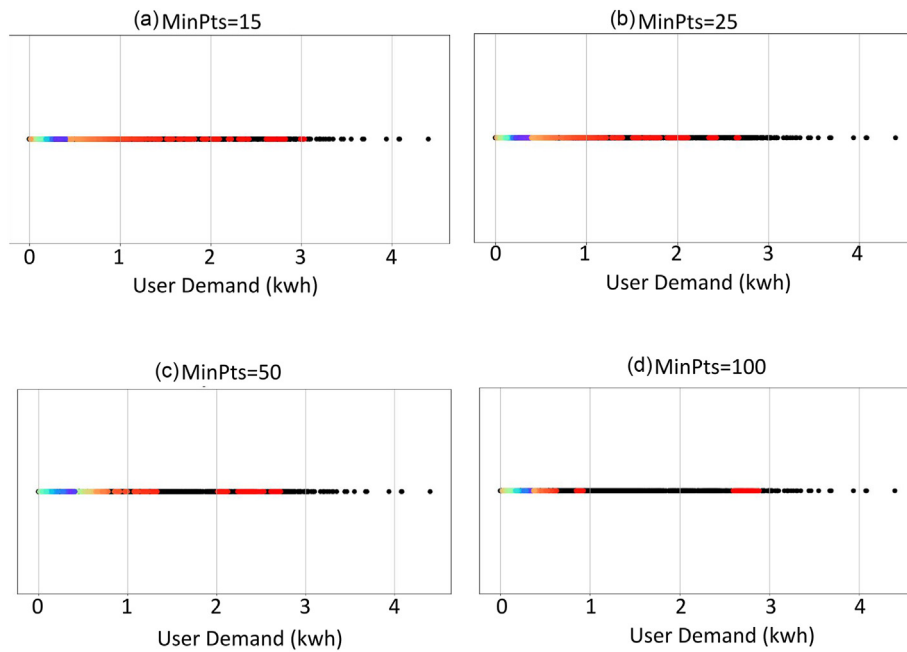 (a) MinPts=15
(b) MinPts=25
0 1 2 3 4
0 1 2 3 4
User Demand (kwh)
User Demand (kwh)
(c) MinPts=50
(d) MinPts=100
0 1 2 3 4
0 1 2 3 4
User Demand (kwh)
User Demand (kwh)